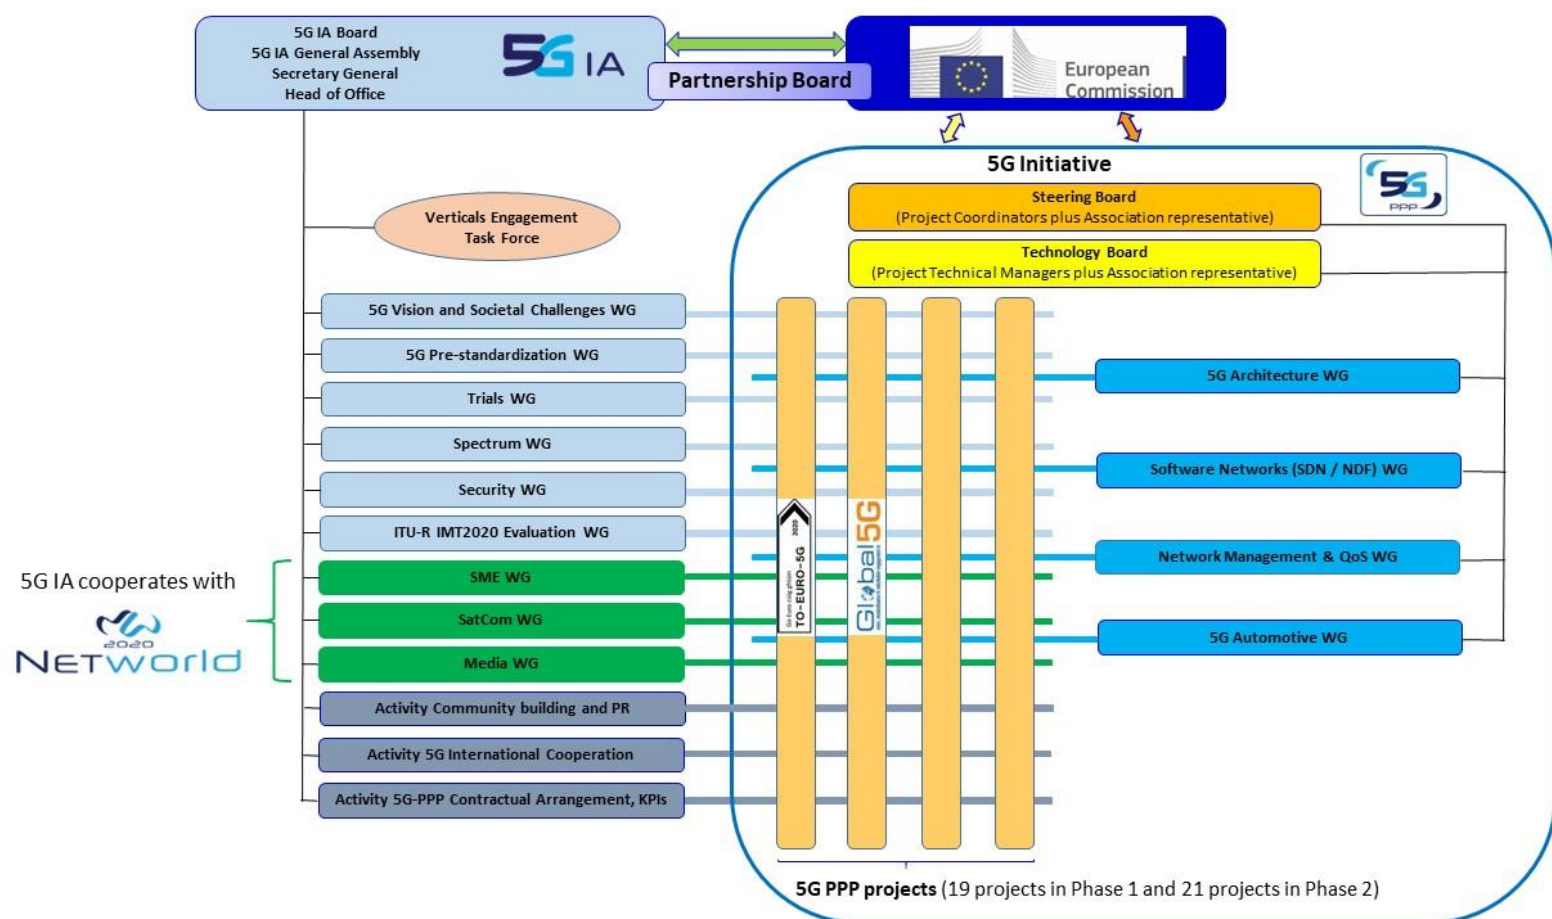 5G IA Board
5G IA General Assembly
Secretary General
Head of Office
5G IA
Partnership Board
European
Commission
5G Initiative
5G
PPP
Steering Board
(Project Coordinators plus Association representative)
Technology Board
(Project Technical Managers plus Association representative)
Verticals Engagement
Task Force
5G Vision and Societal Challenges WG
5G Pre-standardization WG
Trials WG
Spectrum WG
Security WG
ITU-R IMT2020 Evaluation WG
SME WG
SatCom WG
Media WG
Activity Community building and PR
Activity 5G International Cooperation
Activity 5G-PPP Contractual Arrangement, KPIs
5G IA cooperates with
2020
NETWorld
TO-EURO-5G
2020
Global5G
5G Architecture WG
Software Networks (SDN / NDF) WG
Network Management & QoS WG
5G Automotive WG
5G PPP projects (19 projects in Phase 1 and 21 projects in Phase 2)